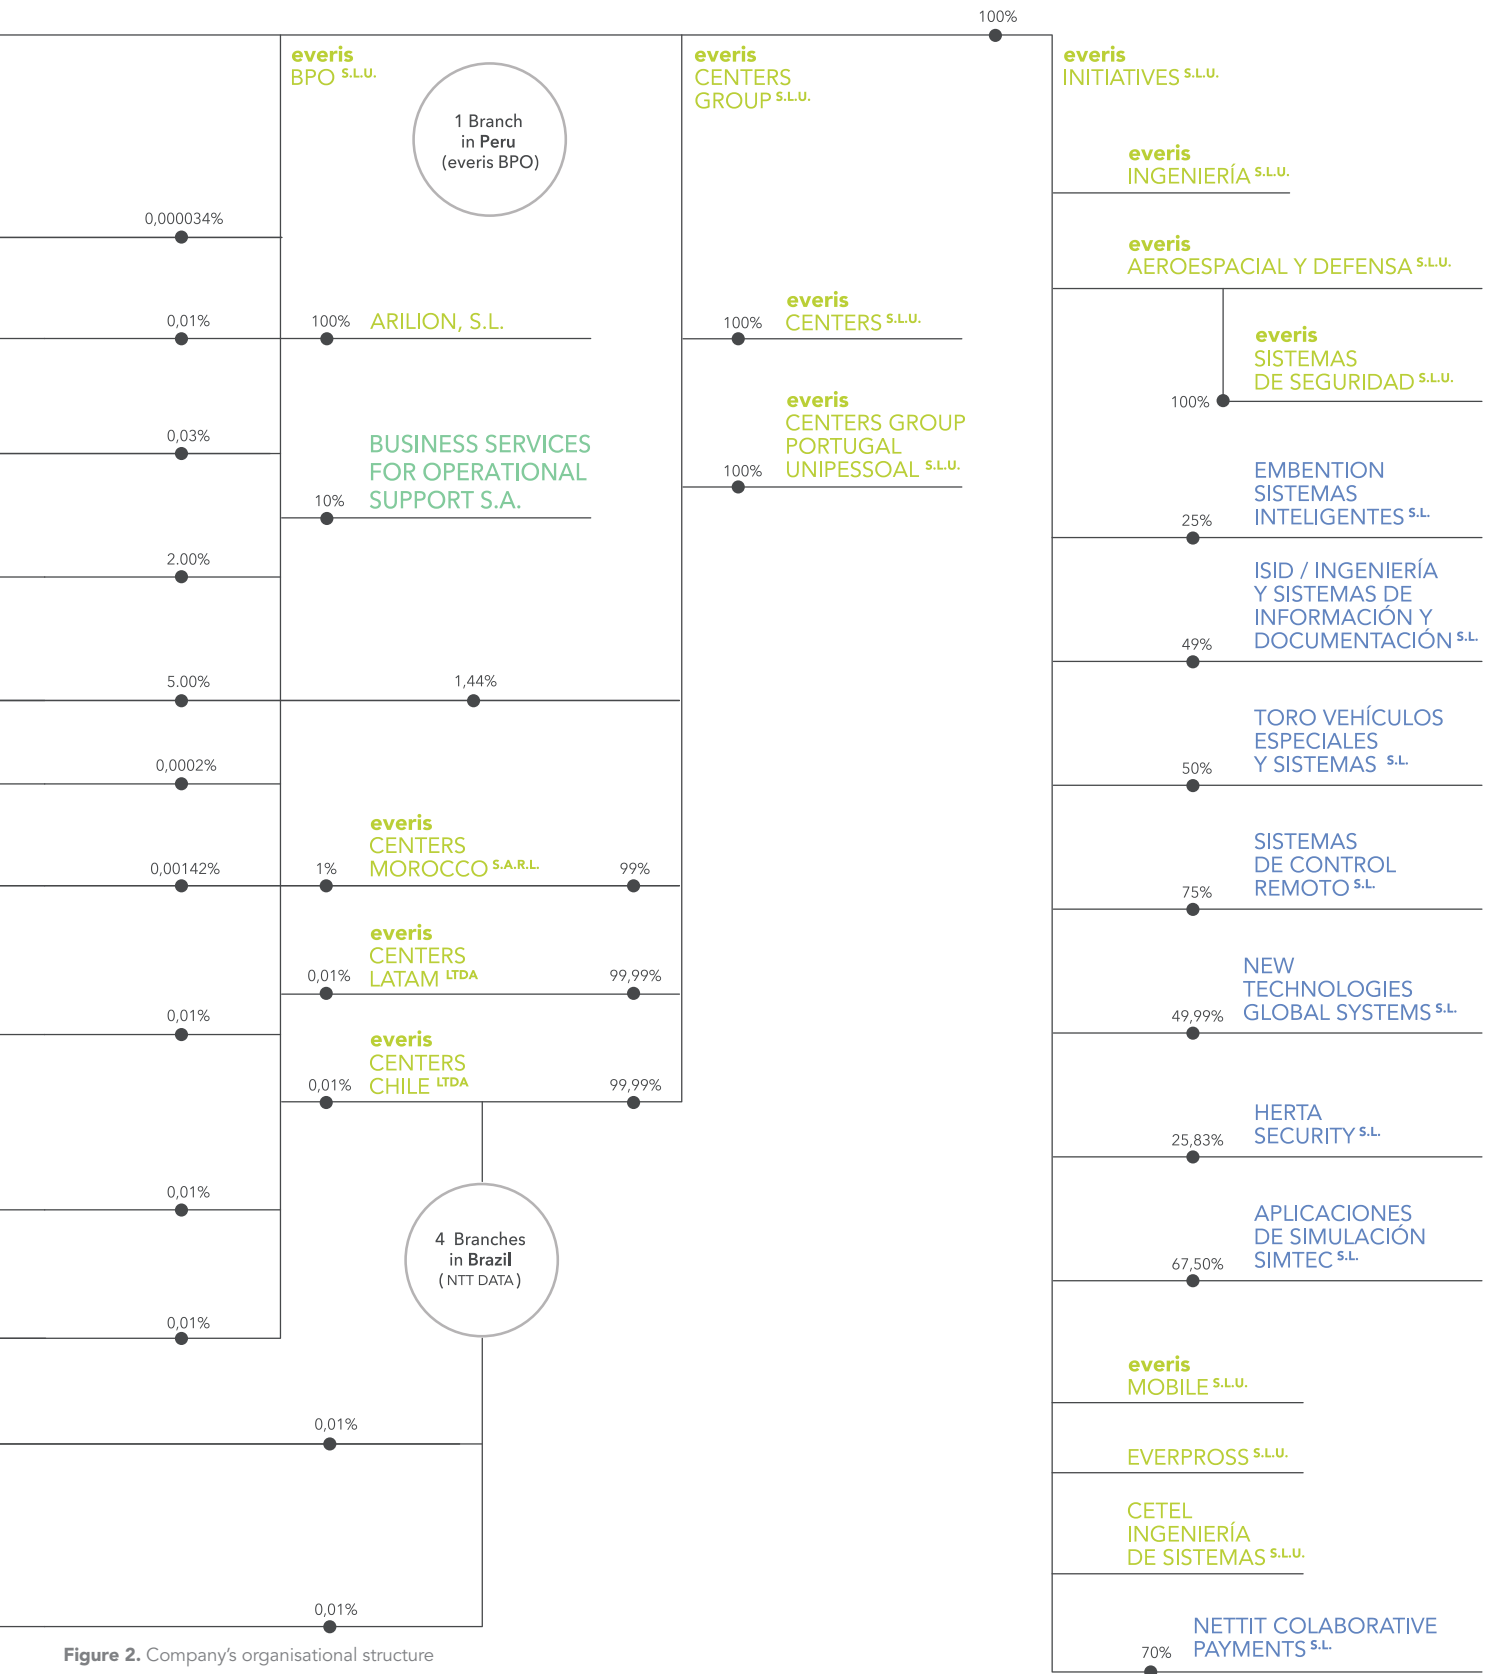 100%
everis
BPO S.L.U.
1 Branch
in Peru
(everis BPO)
everis
CENTERS
GROUP S.L.U.
everis
INITIATIVES S.L.U.
everis
INGENIERÍA S.L.U.
0,000034%
everis
AEROESPACIAL Y DEFENSA S.L.U.
0,01%
100%
ARILION, S.L.
everis
CENTERS S.L.U.
100%
everis
SISTEMAS
DE SEGURIDAD S.L.U.
100%
0,03%
BUSINESS SERVICES
FOR OPERATIONAL
SUPPORT S.A.
10%
everis
CENTERS GROUP
PORTUGAL
UNIPESSOAL S.L.U.
100%
EMBENTION
SISTEMAS
INTELIGENTES S.L.
25%
2.00%
ISID / INGENIERÍA
Y SISTEMAS DE
INFORMACIÓN Y
DOCUMENTACIÓN S.L.
49%
5.00%
1,44%
TORO VEHÍCULOS
ESPECIALES
Y SISTEMAS S.L.
50%
0,0002%
everis
CENTERS
MOROCCO S.A.R.L.
0,00142%
1%
99%
SISTEMAS
DE CONTROL
REMOTO S.L.
75%
everis
CENTERS
LATAM LTDA
0,01%
99,99%
NEW
TECHNOLOGIES
GLOBAL SYSTEMS S.L.
49,99%
0,01%
everis
CENTERS
CHILE LTDA
0,01%
99,99%
HERTA
SECURITY S.L.
25,83%
0,01%
4 Branches
in Brazil
( NTT DATA )
APLICACIONES
DE SIMULACIÓN
SIMTEC S.L.
67,50%
0,01%
everis
MOBILE S.L.U.
0,01%
EVERPROSS S.L.U.
CETEL
INGENIERÍA
DE SISTEMAS S.L.U.
0,01%
NETTIT COLABORATIVE
PAYMENTS S.L.
70%
Figure 2. Company's organisational structure